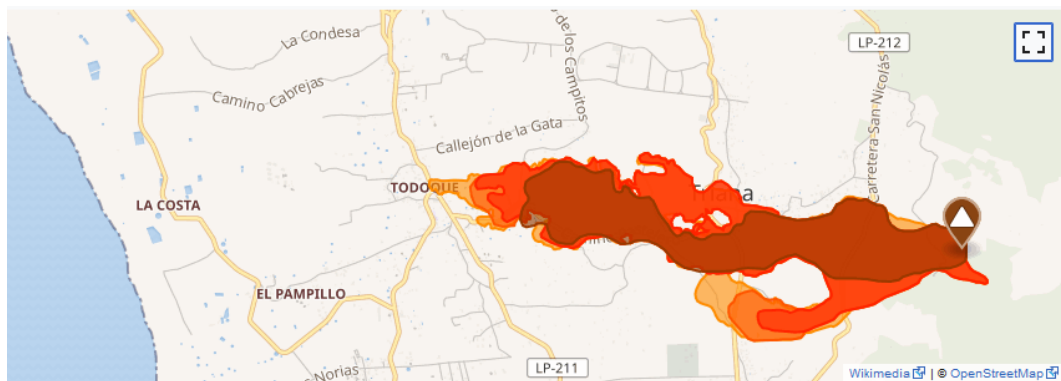 La Condesa
de los Campitos
LP-212
Camino Cabrejas
Callejón de la Gata
Carretera San Nicolás
TODOQUE
Triana
LA COSTA
EL PAMPILLO
Norias
LP-211
Wikimedia | © OpenStreetMap